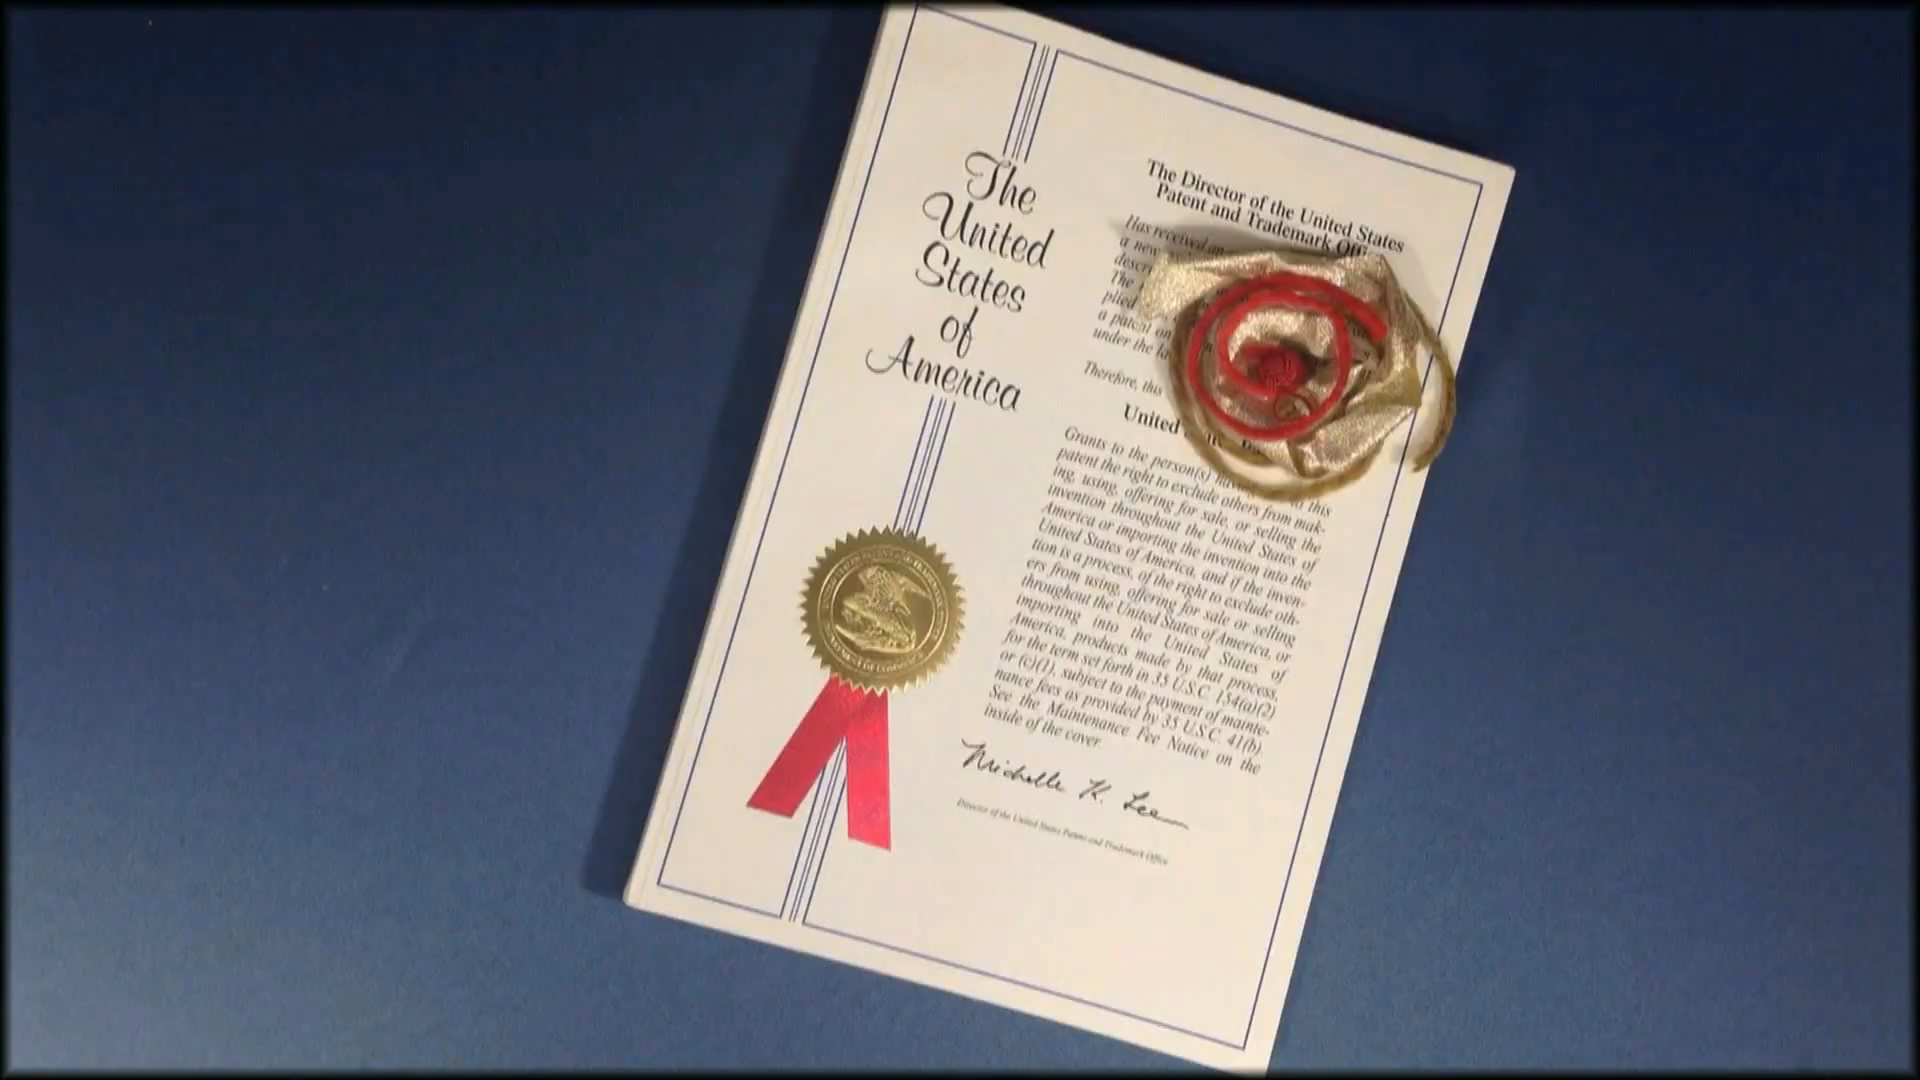 The
United
States
of
America
The Director of the United States
Patent and Trademark
Has received an
a new
The
plied
a patent on
under the la
Therefore, this
United
Grants to the person(s) this
patent the right to exclude others from mak-
ing, using, offering for sale, or selling the
invention throughout the United States of
America or importing the invention into the
United States of America, and if the inven-
tion is a process, of the right to exclude oth-
ers from using, offering for sale or selling
throughout the United States of America, or
importing into the United States of
America, products made by that process,
for the term set forth in 35 U.S.C. 154(a)(2)
or (c)(1), subject to the payment of mainte-
nance fees as provided by 35 U.S.C. 41(b).
See the Maintenance Fee Notice on the
inside of the cover.
Michelle K. Lee
Director of the United States Patent and Trademark Office